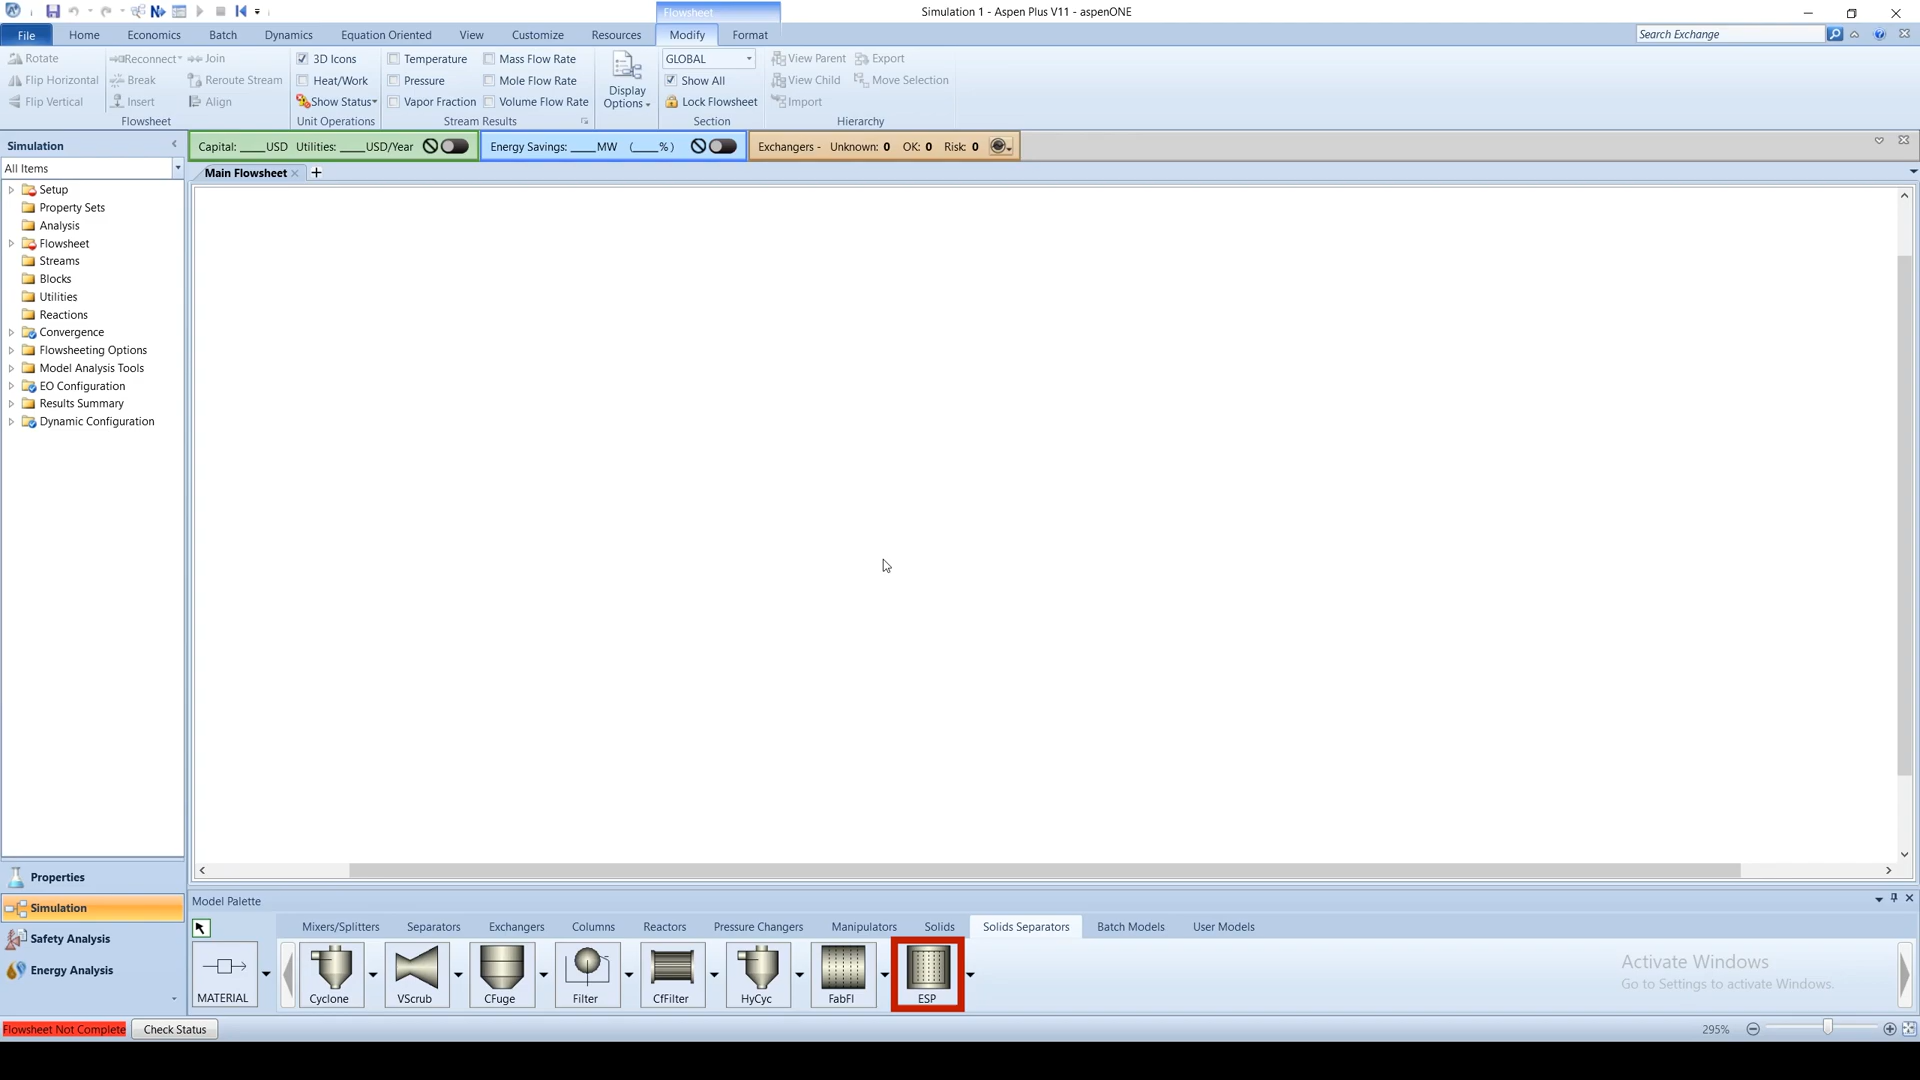 Flowsheet
Simulation 1 - Aspen Plus V11 - aspenONE
File Home Economics Batch Dynamics Equation Oriented View Customize Resources Modify Format Search Exchange
Rotate Reconnect Join 3D Icons Temperature Mass Flow Rate GLOBAL View Parent Export
Flip Horizontal Break Reroute Stream Heat/Work Pressure Mole Flow Rate Display Options Show All View Child Move Selection
Flip Vertical Insert Align Show Status Vapor Fraction Volume Flow Rate Lock Flowsheet Import
Flowsheet Unit Operations Stream Results Section Hierarchy
Simulation
Capital: ____USD Utilities: ____USD/Year Energy Savings: ____MW (____%) Exchangers - Unknown: 0 OK: 0 Risk: 0
All Items
Main Flowsheet
Setup
Property Sets
Analysis
Flowsheet
Streams
Blocks
Utilities
Reactions
Convergence
Flowsheeting Options
Model Analysis Tools
EO Configuration
Results Summary
Dynamic Configuration
Properties
Simulation
Safety Analysis
Energy Analysis
Model Palette
Mixers/Splitters Separators Exchangers Columns Reactors Pressure Changers Manipulators Solids Solids Separators Batch Models User Models
MATERIAL Cyclone VScrub CFuge Filter CfFilter HyCyc FabFl ESP
Activate Windows
Go to Settings to activate Windows.
Flowsheet Not Complete Check Status 295%